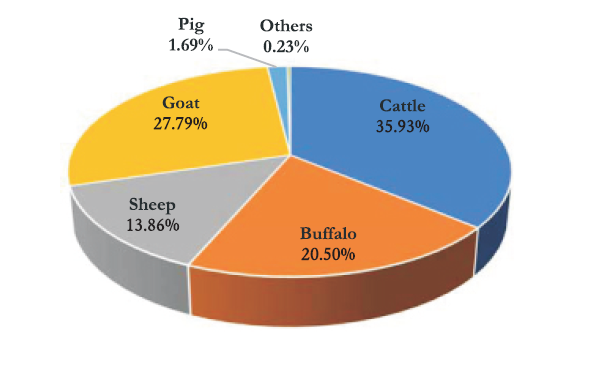 Pig
1.69%
Others
0.23%
Goat
27.79%
Cattle
35.93%
Sheep
13.86%
Buffalo
20.50%